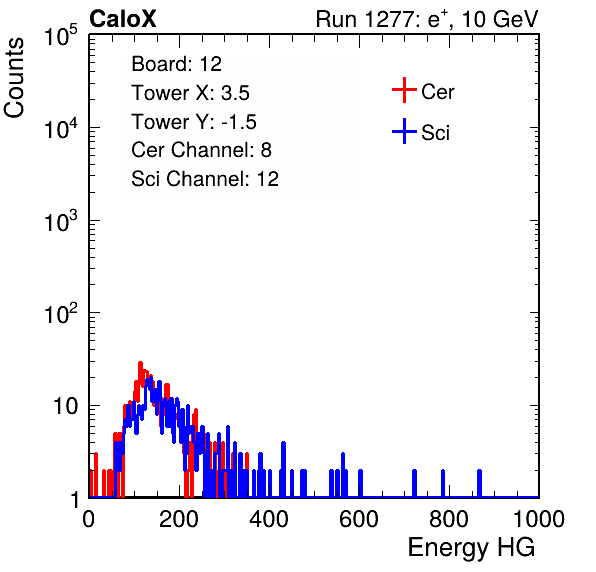 CaloX Run 1277: e⁺, 10 GeV
Counts
10⁵
10⁴
10³
10²
10
1
Board: 12
Tower X: 3.5
Tower Y: -1.5
Cer Channel: 8
Sci Channel: 12
Cer
Sci
0 200 400 600 800 1000
Energy HG